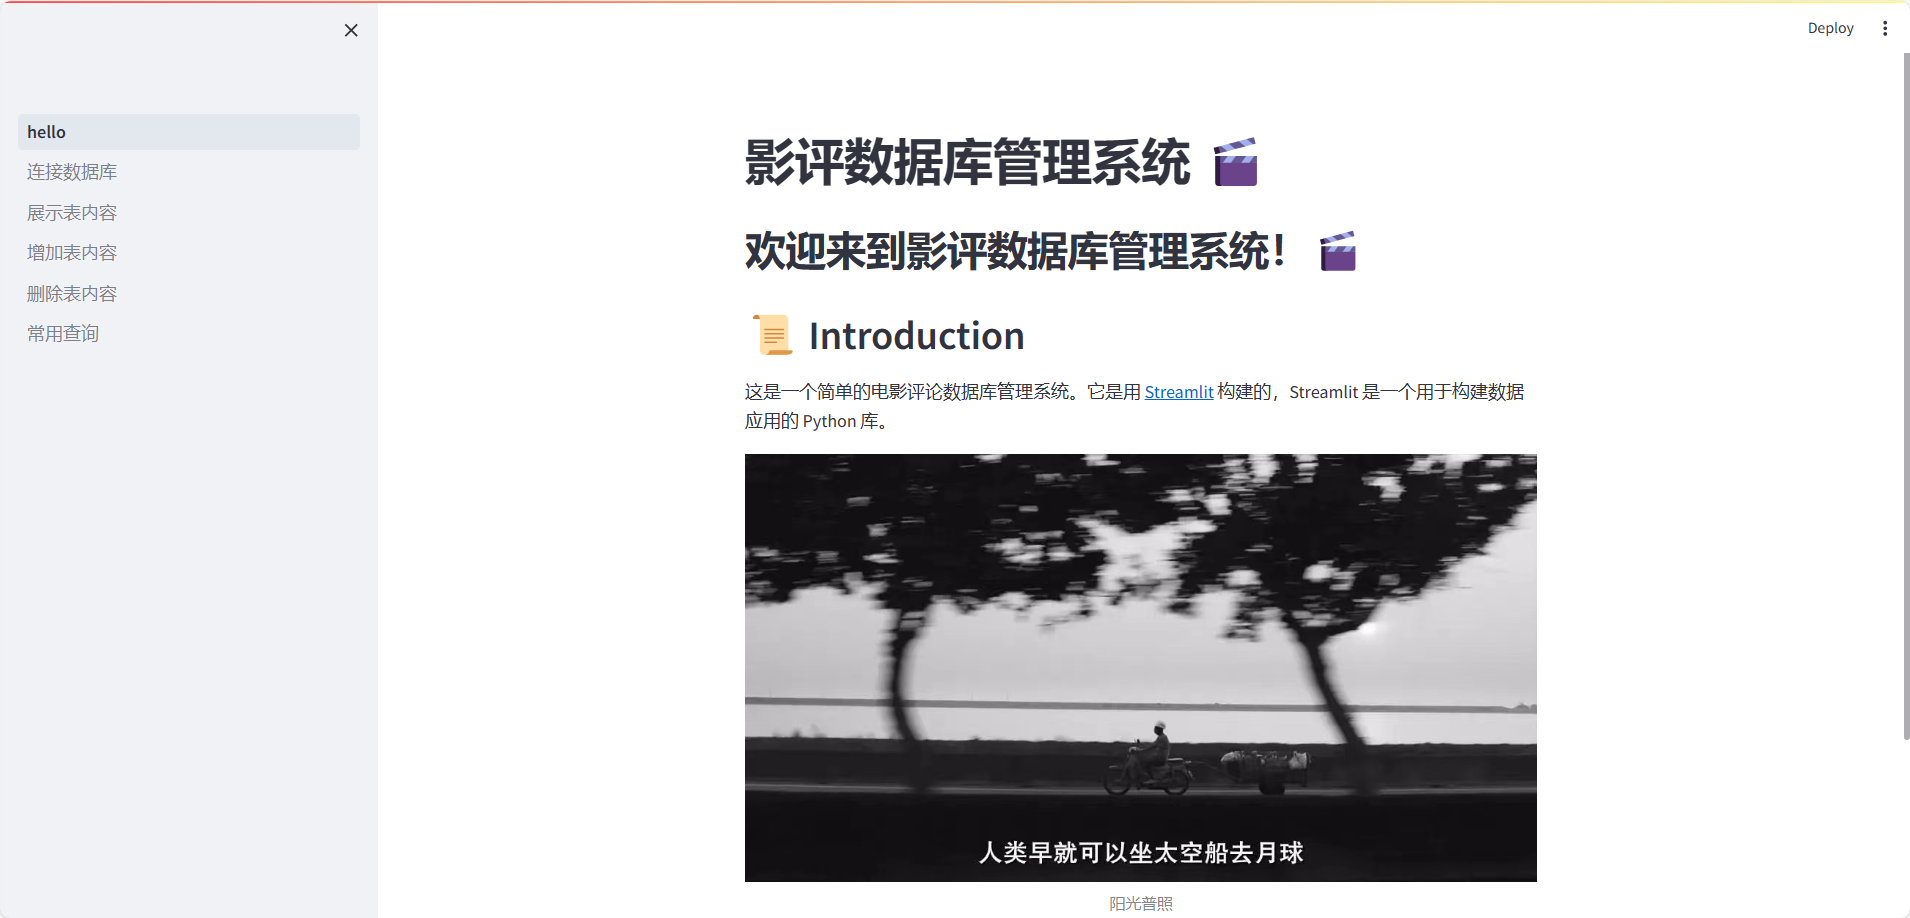 Deploy
hello
连接数据库
展示表内容
增加表内容
删除表内容
常用查询
影评数据库管理系统 🎬
欢迎来到影评数据库管理系统！ 🎬
📜 Introduction
这是一个简单的电影评论数据库管理系统。它是用 Streamlit 构建的，Streamlit 是一个用于构建数据
应用的 Python 库。
人类早就可以坐太空船去月球
阳光普照